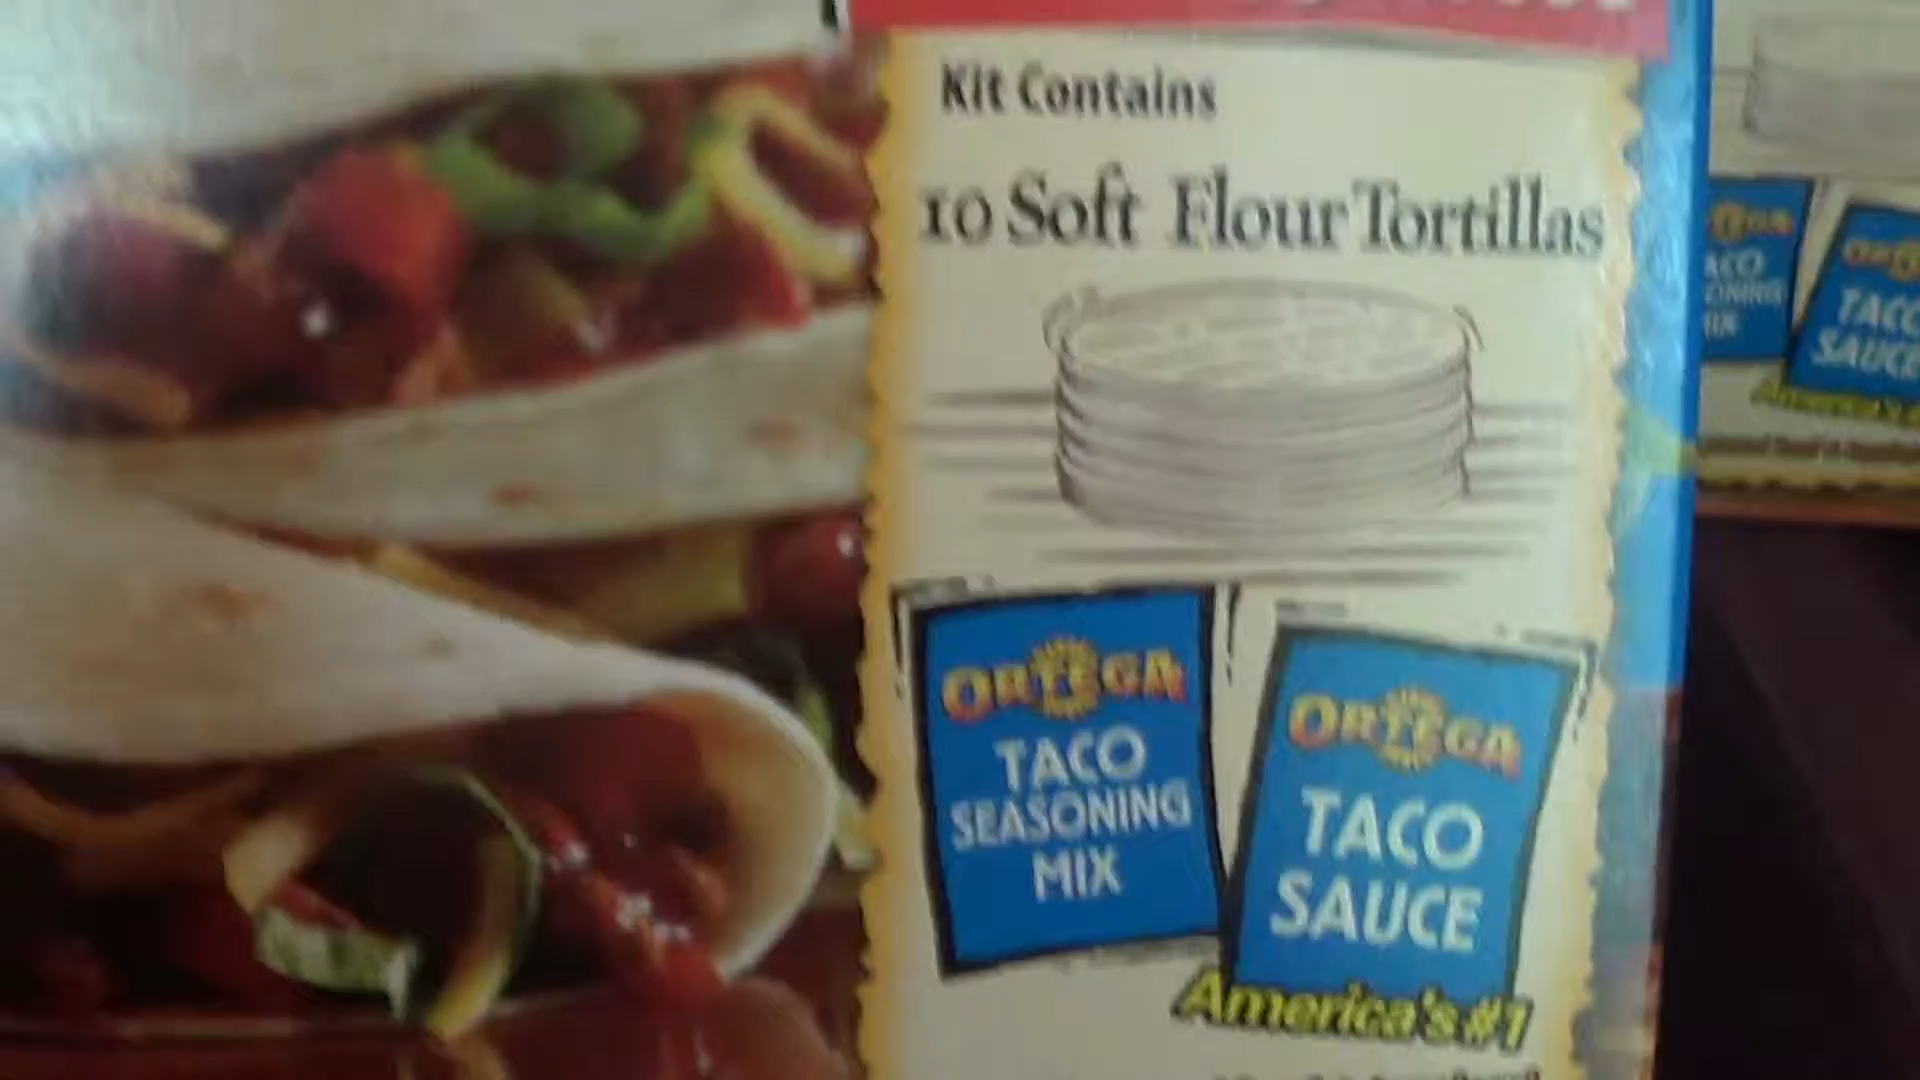 Kit Contains
10 Soft Flour Tortillas
ORTEGA
TACO
SEASONING
MIX
ORTEGA
TACO
SAUCE
America's #1
TACO
SAUCE